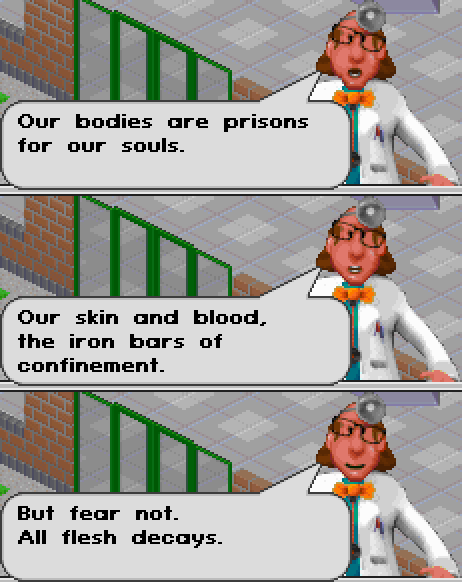 Our bodies are prisons
for our souls.
Our skin and blood,
the iron bars of
confinement.
But fear not.
All flesh decays.